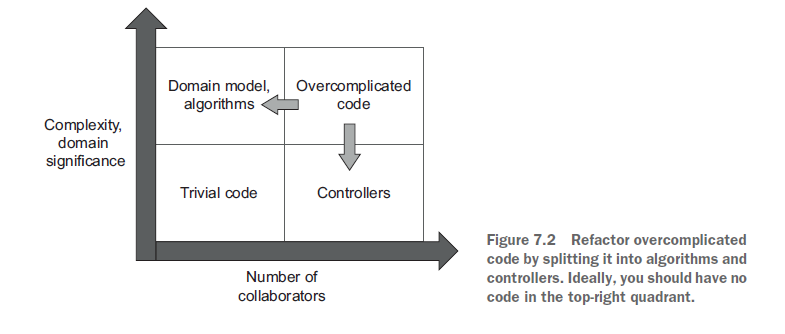 Complexity,
domain
significance
Domain model,
algorithms
Overcomplicated
code
Trivial code
Controllers
Number of
collaborators
Figure 7.2 Refactor overcomplicated
code by splitting it into algorithms and
controllers. Ideally, you should have no
code in the top-right quadrant.